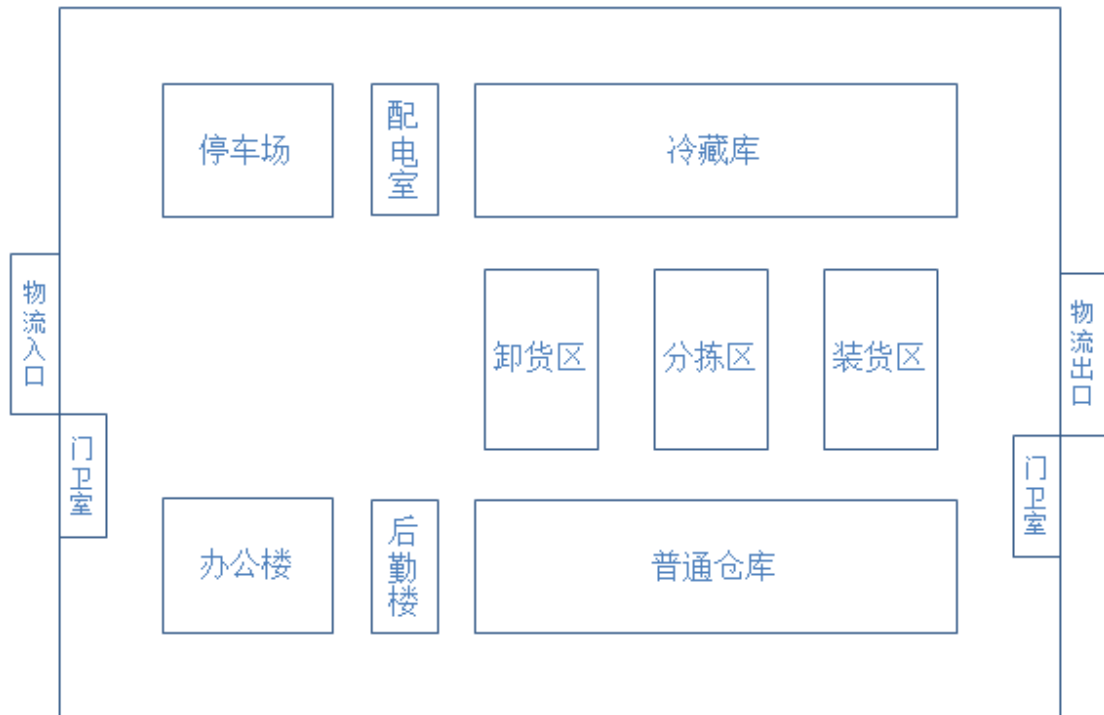 停车场
配电室
冷藏库
物流入口
卸货区
分拣区
装货区
物流出口
门卫室
门卫室
办公楼
后勤楼
普通仓库